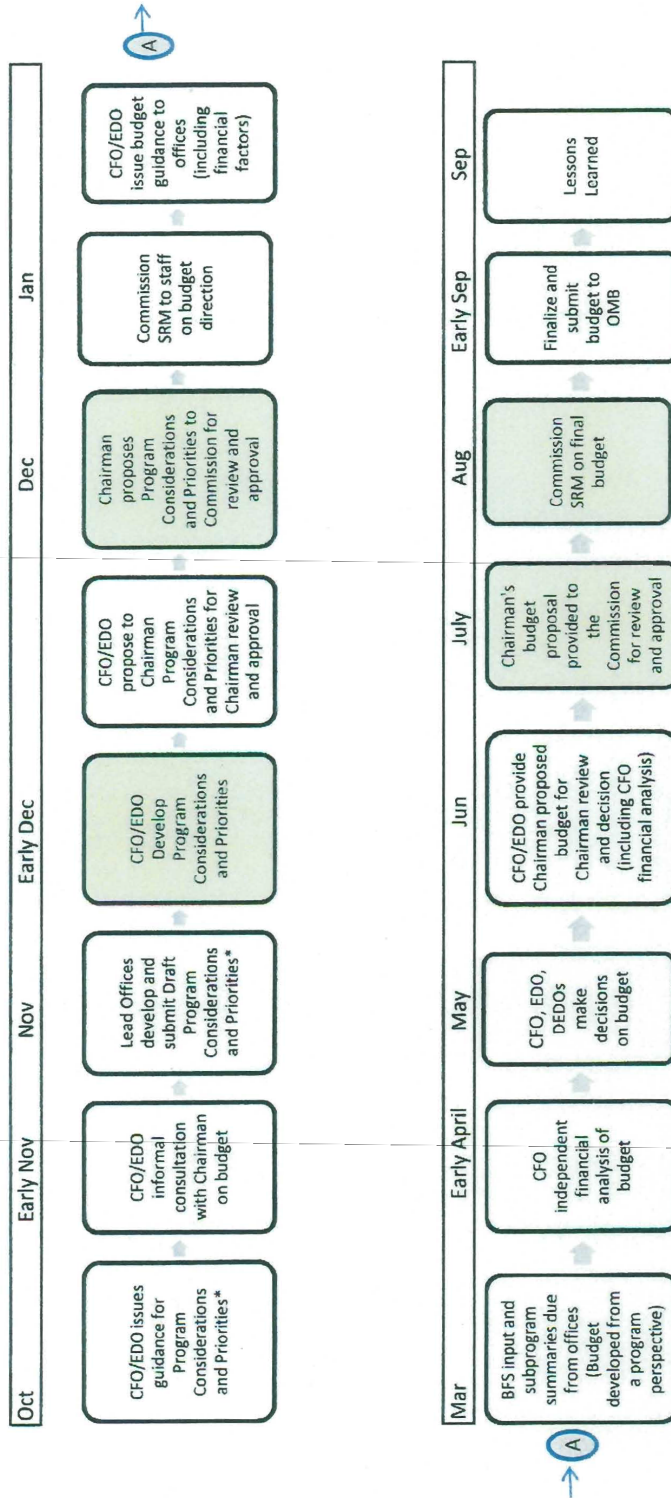 Oct
Early Nov
Nov
Early Dec
Dec
Jan
CFO/EDO issues
guidance for
Program
Considerations
and Priorities*
CFO/EDO
informal
consultation
with Chairman
on budget
Lead Offices
develop and
submit Draft
Program
Considerations
and Priorities*
CFO/EDO
Develop
Program
Considerations
and Priorities
CFO/EDO
propose to
Chairman
Program
Considerations
and Priorities for
Chairman review
and approval
Chairman
proposes
Program
Considerations
and Priorities to
Commission for
review and
approval
Commission
SRM to staff
on budget
direction
CFO/EDO
issue budget
guidance to
offices
(including
financial
factors)
A
Mar
Early April
May
Jun
July
Aug
Early Sep
Sep
A
BFS input and
subprogram
summaries due
from offices
(Budget
developed from
a program
perspective)
CFO
independent
financial
analysis of
budget
CFO, EDO,
DEDOs
make
decisions
on budget
CFO/EDO provide
Chairman proposed
budget for
Chairman review
and decision
(including CFO
financial analysis)
Chairman's
budget
proposal
provided to
the
Commission
for review
and approval
Commission
SRM on final
budget
Finalize and
submit
budget to
OMB
Lessons
Learned